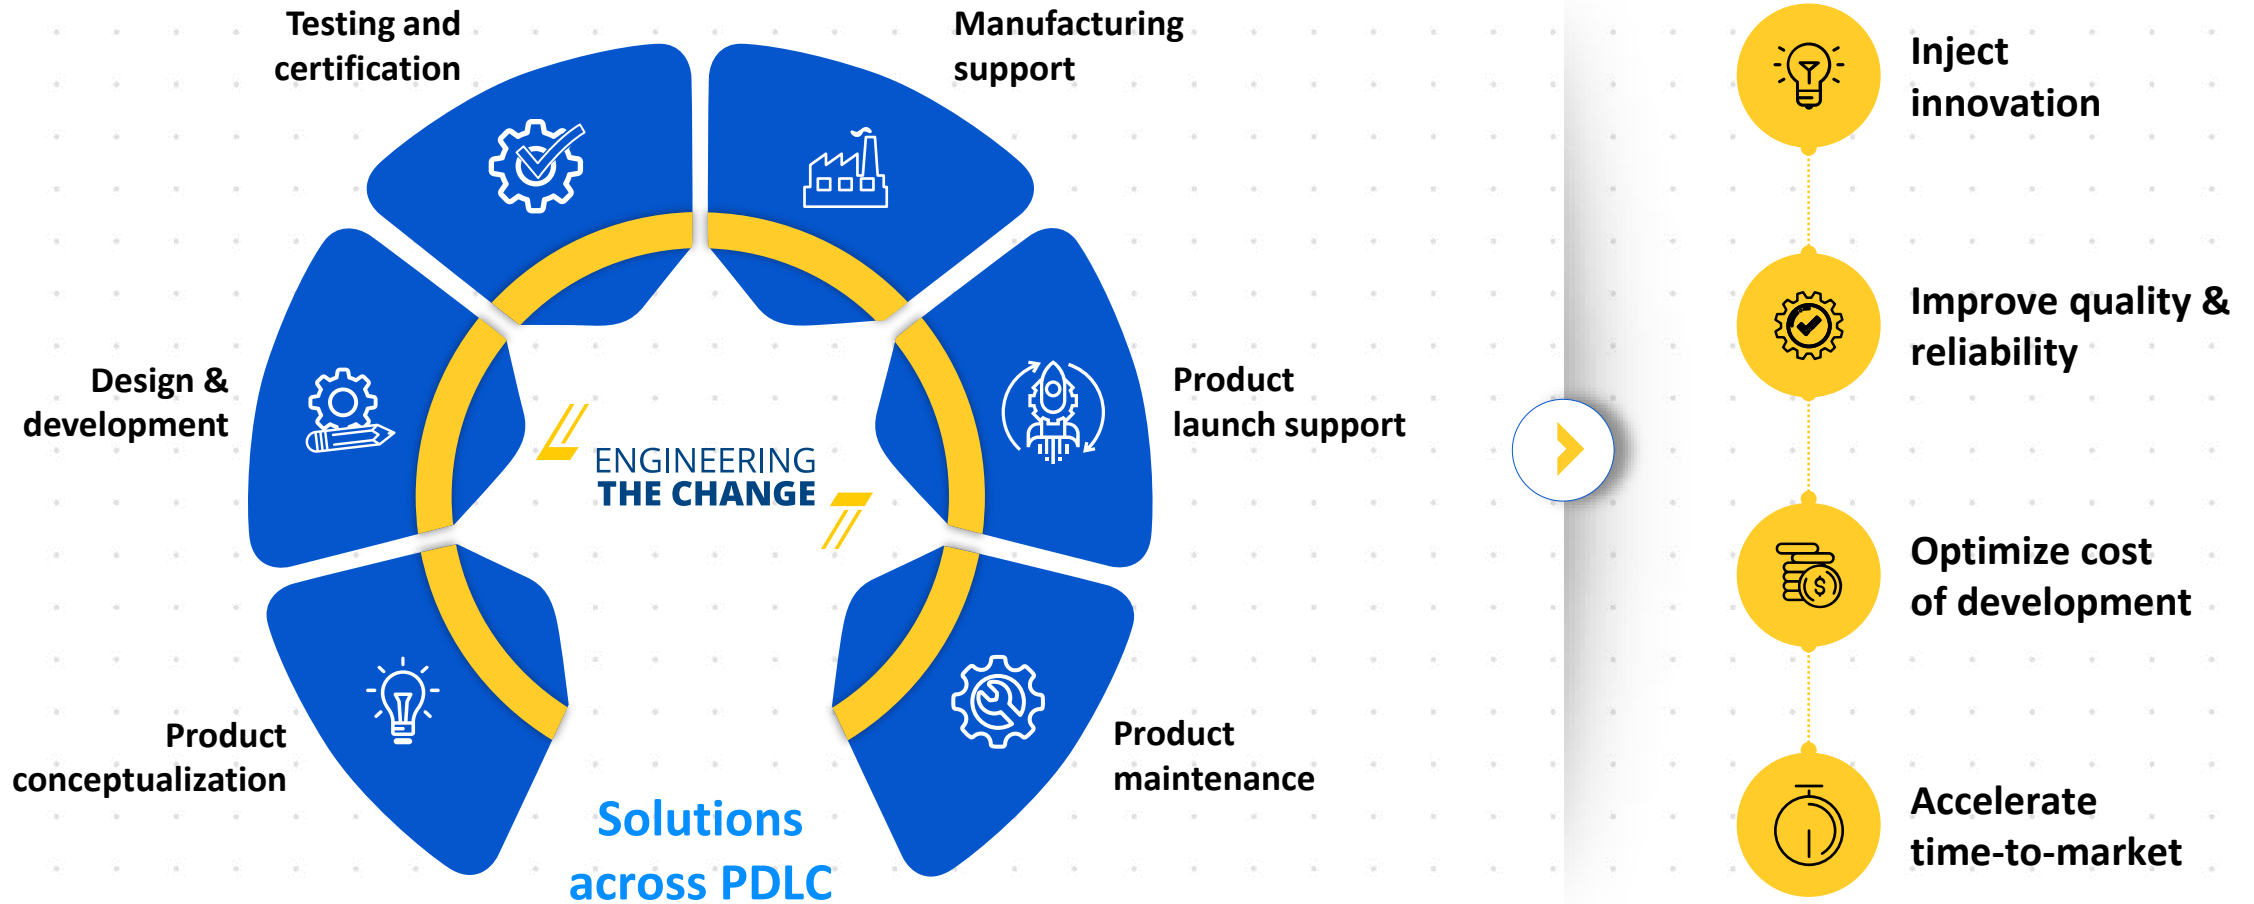 Testing and
certification
Manufacturing
support
Design &
development
Product
launch support
ENGINEERING
THE CHANGE
Product
conceptualization
Product
maintenance
Solutions
across PDLC
Inject
innovation
Improve quality &
reliability
$
Optimize cost
of development
Accelerate
time-to-market